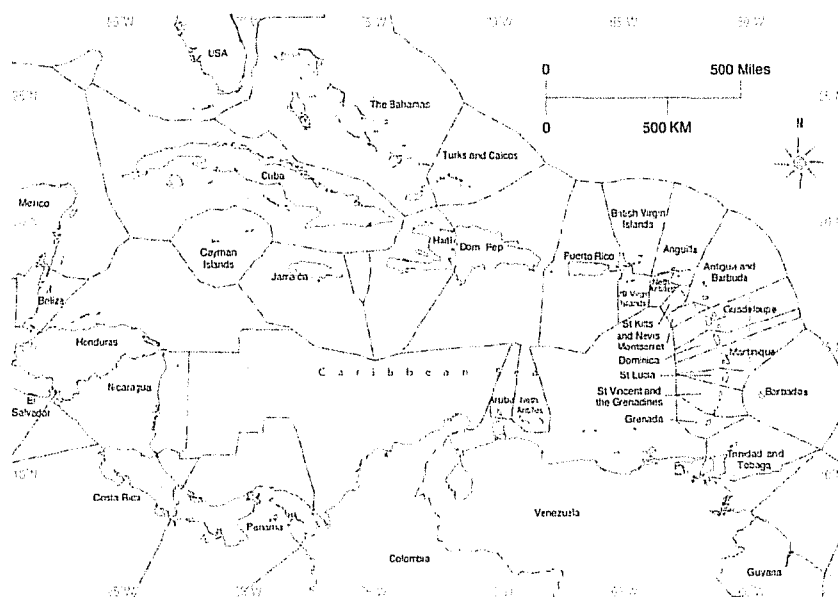 USA
0 500 Miles
The Bahamas
0 500 KM
N
Turks and Caicos
Cuba
Mexico
British Virgin
Islands
Cayman
Islands
Haiti
Dom Rep
Puerto Rico
Anguilla
Jamaica
Antigua and
Barbuda
Belize
Guadeloupe
St Kitts
and Nevis
Montserrat
Honduras
Dominica
Martinique
Caribbean Sea
St Lucia
Nicaragua
El
Salvador
Aruba
St Vincent and
the Grenadines
Barbados
Grenada
Trinidad and
Tobago
Costa Rica
Panama
Venezuela
Colombia
Guyana